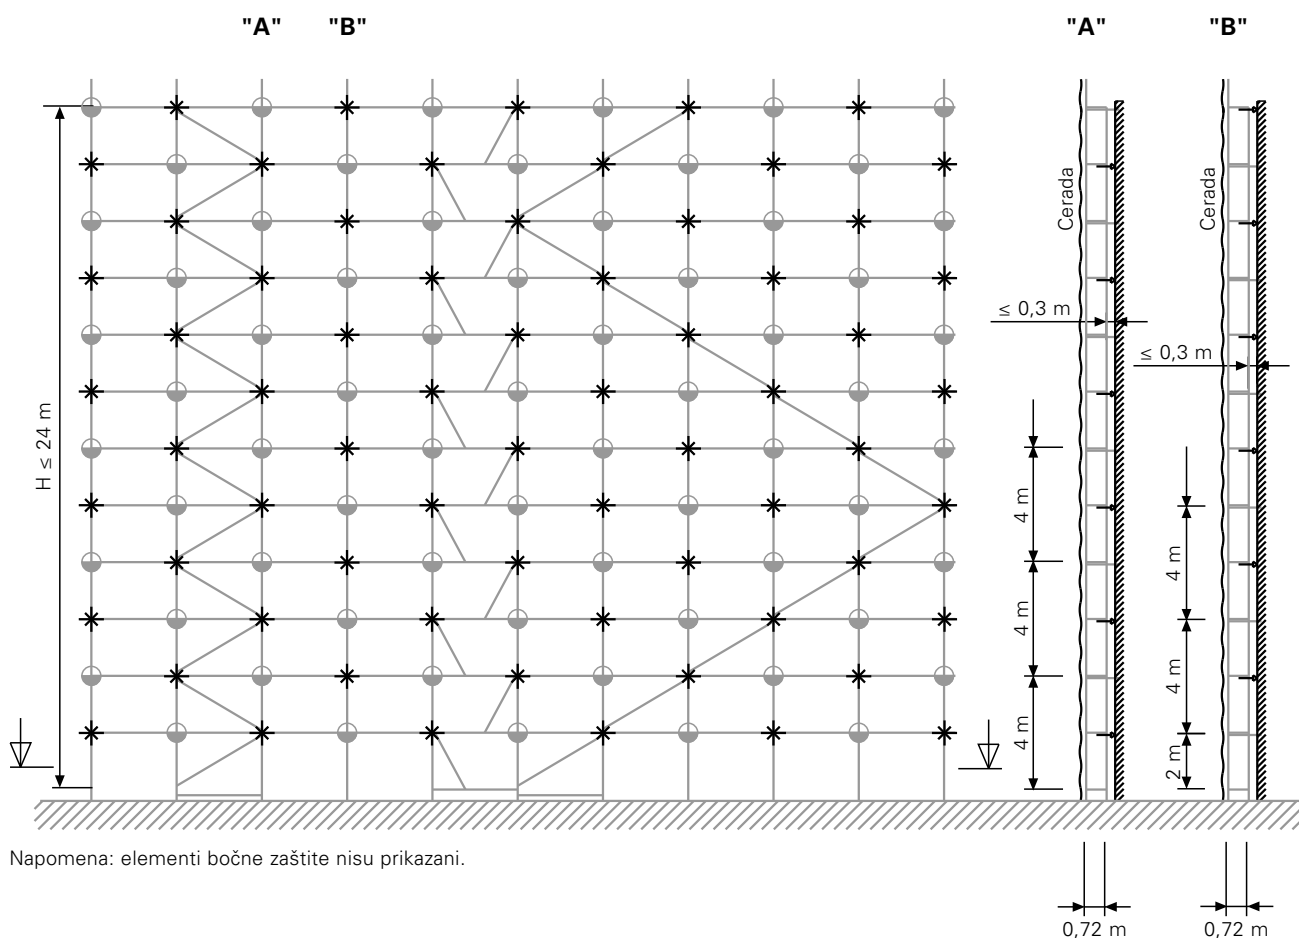 "A" "B"
"A" "B"
Cerada
Cerada
≤ 0,3 m
≤ 0,3 m
H ≤ 24 m
4 m
4 m
4 m
4 m
4 m
2 m
Napomena: elementi bočne zaštite nisu prikazani.
0,72 m
0,72 m